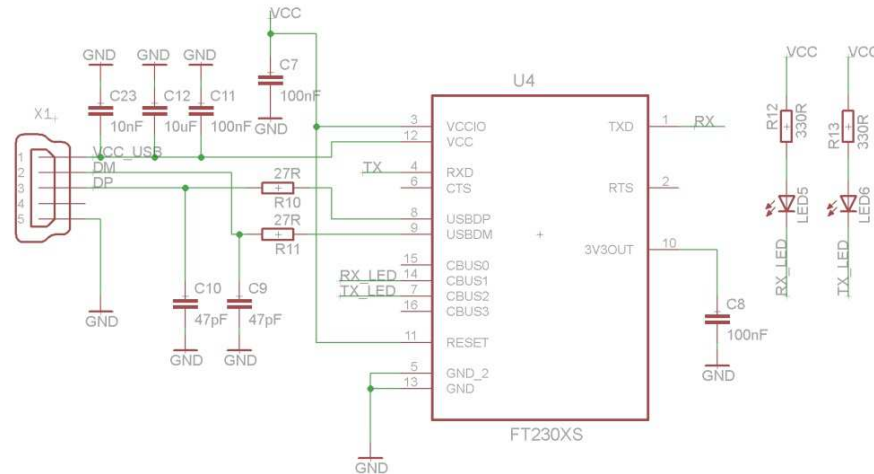 VCC
GND GND GND
C7
100nF
GND
C23 C12 C11
10nF 10uF 100nF
X1
1 VCC_USB
2 DM
3 DP
4
5
GND
27R
R10
27R
R11
C10 C9
47pF 47pF
GND GND
RX_LED
TX_LED
TX
U4
3 VCCIO
12 VCC
4 RXD
6 CTS
8 USBDP
9 USBDM
15 CBUS0
14 CBUS1
7 CBUS2
16 CBUS3
11 RESET
5 GND_2
13 GND
TXD 1 RX
RTS 2
3V3OUT 10
FT230XS
GND
C8
100nF
GND
VCC VCC
R12 330R
R13 330R
LED5
LED6
RX_LED
TX_LED